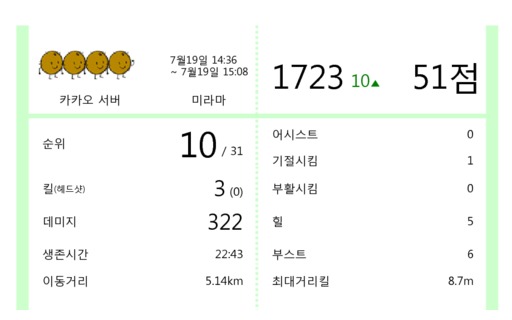 7월19일 14:36
~ 7월19일 15:08
카카오 서버 미라마
1723 10▲ 51점
순위 10 / 31
킬(헤드샷) 3 (0)
데미지 322
생존시간 22:43
이동거리 5.14km
어시스트 0
기절시킴 1
부활시킴 0
힐 5
부스트 6
최대거리킬 8.7m